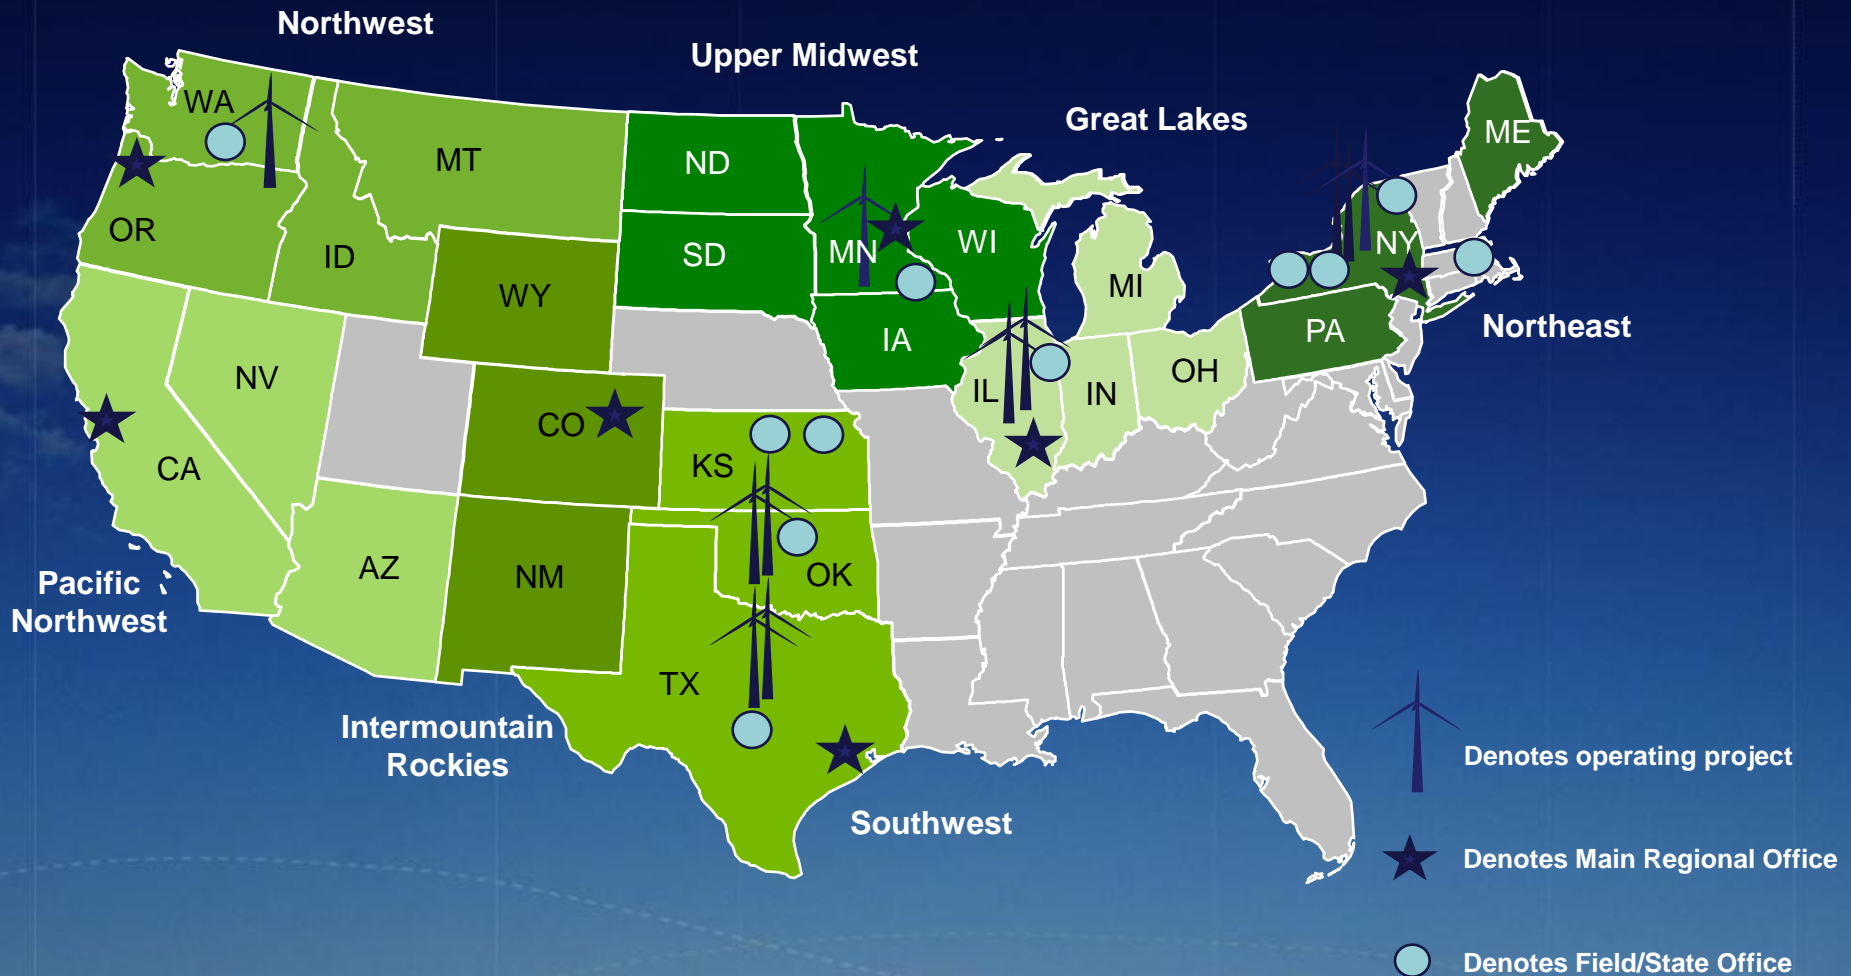 Northwest
Upper Midwest
Great Lakes
WA
MT
ND
ME
OR
ID
SD
MN
WI
NY
WY
MI
IA
PA
Northeast
NV
CO
IL
IN
OH
CA
KS
AZ
NM
OK
Pacific
Northwest
TX
Intermountain
Rockies
Southwest
Denotes operating project
Denotes Main Regional Office
Denotes Field/State Office